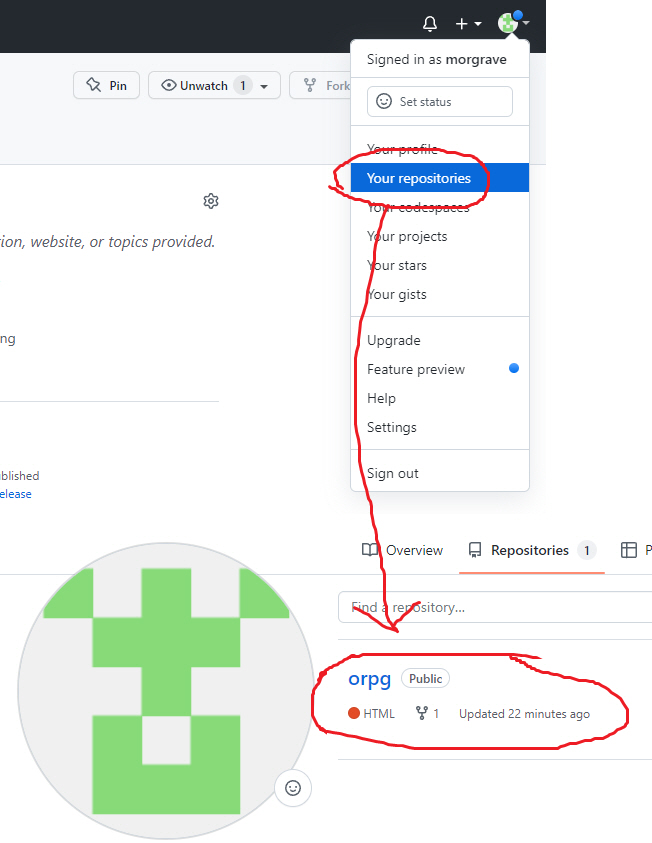 Signed in as morgrave
Pin
Unwatch 1
Fork
Set status
Your profile
Your repositories
Your codespaces
tion, website, or topics provided.
Your projects
Your stars
Your gists
ng
Upgrade
Feature preview
Help
Settings
Sign out
ublished
elease
Overview
Repositories 1
P
Find a repository...
orpg Public
HTML 1 Updated 22 minutes ago